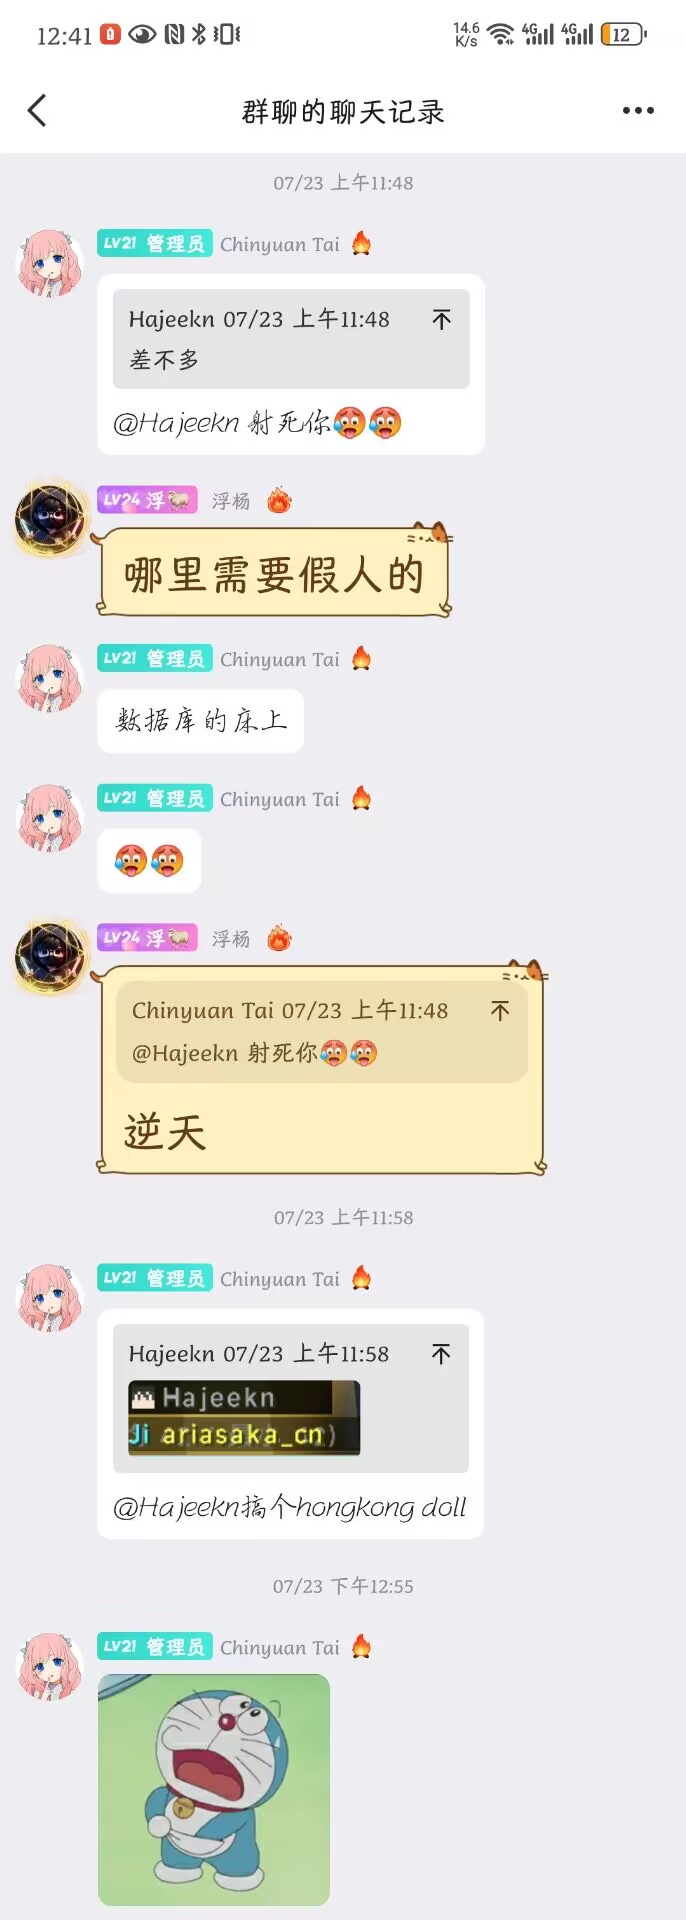 12:41
14.6
K/s
4G
4G
12
群聊的聊天记录
07/23 上午11:48
LV21 管理员 Chinyuan Tai
Hajeekn 07/23 上午11:48
差不多
@Hajeekn 射死你🥵🥵
LV24 浮🐑 浮杨
哪里需要假人的
LV21 管理员 Chinyuan Tai
数据库的床上
LV21 管理员 Chinyuan Tai
🥵🥵
LV24 浮🐑 浮杨
Chinyuan Tai 07/23 上午11:48
@Hajeekn 射死你🥵🥵
逆天
07/23 上午11:58
LV21 管理员 Chinyuan Tai
Hajeekn 07/23 上午11:58
Hajeekn
Ji ariasaka_cn
@Hajeekn搞个hongkong doll
07/23 下午12:55
LV21 管理员 Chinyuan Tai